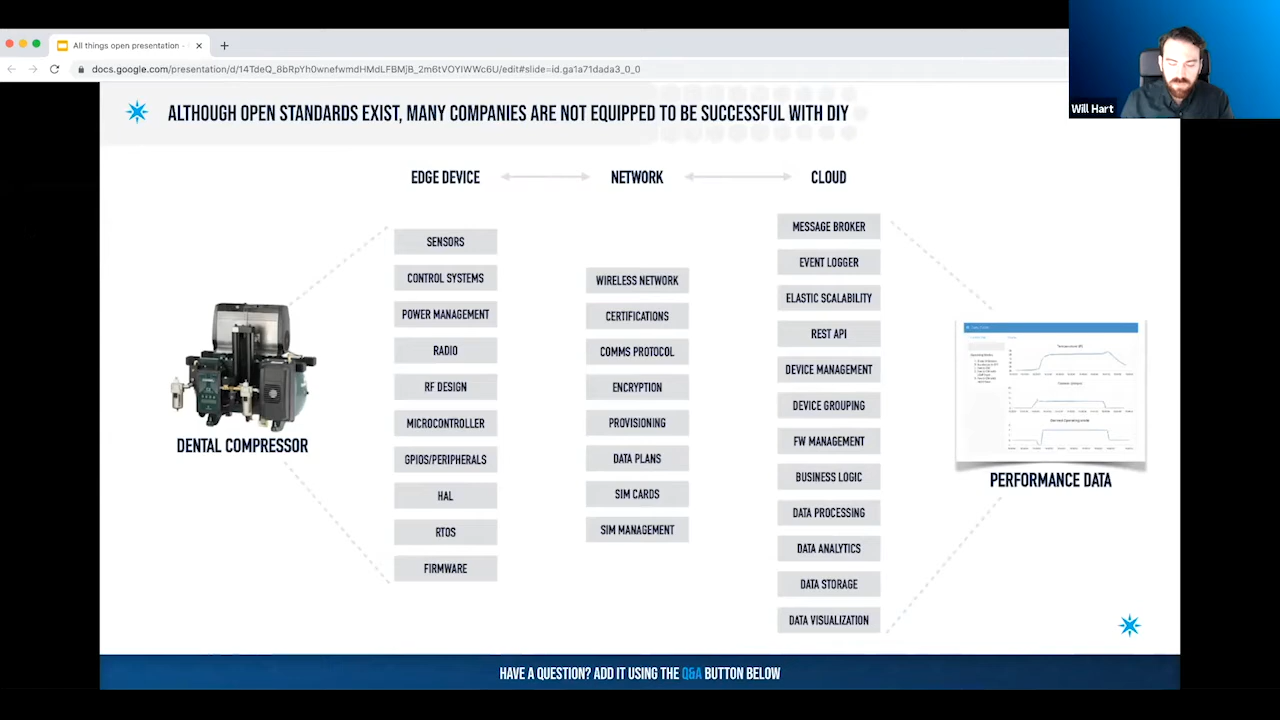 All things open presentation -
docs.google.com/presentation/d/14TdeQ_8bRpYh0wnefwmdHMdLFBMjB_2m6tVOYIWWc6U/edit#slide=id.ga1a71dada3_0_0
Will Hart
ALTHOUGH OPEN STANDARDS EXIST, MANY COMPANIES ARE NOT EQUIPPED TO BE SUCCESSFUL WITH DIY
EDGE DEVICE
NETWORK
CLOUD
SENSORS
CONTROL SYSTEMS
POWER MANAGEMENT
RADIO
RF DESIGN
MICROCONTROLLER
GPIOS/PERIPHERALS
HAL
RTOS
FIRMWARE
WIRELESS NETWORK
CERTIFICATIONS
COMMS PROTOCOL
ENCRYPTION
PROVISIONING
DATA PLANS
SIM CARDS
SIM MANAGEMENT
MESSAGE BROKER
EVENT LOGGER
ELASTIC SCALABILITY
REST API
DEVICE MANAGEMENT
DEVICE GROUPING
FW MANAGEMENT
BUSINESS LOGIC
DATA PROCESSING
DATA ANALYTICS
DATA STORAGE
DATA VISUALIZATION
DENTAL COMPRESSOR
PERFORMANCE DATA
HAVE A QUESTION? ADD IT USING THE Q&A BUTTON BELOW